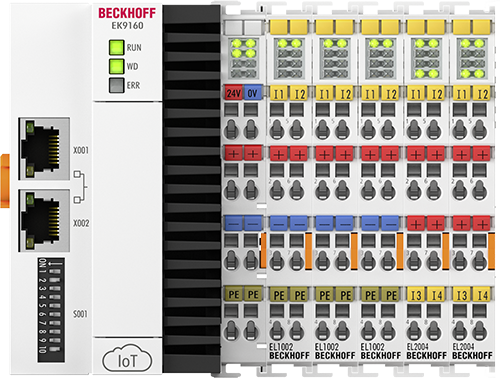 BECKHOFF
EK9160
RUN
WD
ERR
X001
X002
ON
1
2
3
4
5
6
7
8
9
10
S001
IoT
24V 0V I1 I2 I1 I2 I1 I2 I1 I2 I1 I2
+ + + + + + + + + + + +
− − − − − − − − + + + +
PE PE PE PE PE PE PE PE I3 I4 I3 I4
EL1002 EL1002 EL1002 EL2004 EL2004
BECKHOFF BECKHOFF BECKHOFF BECKHOFF BECKHOFF